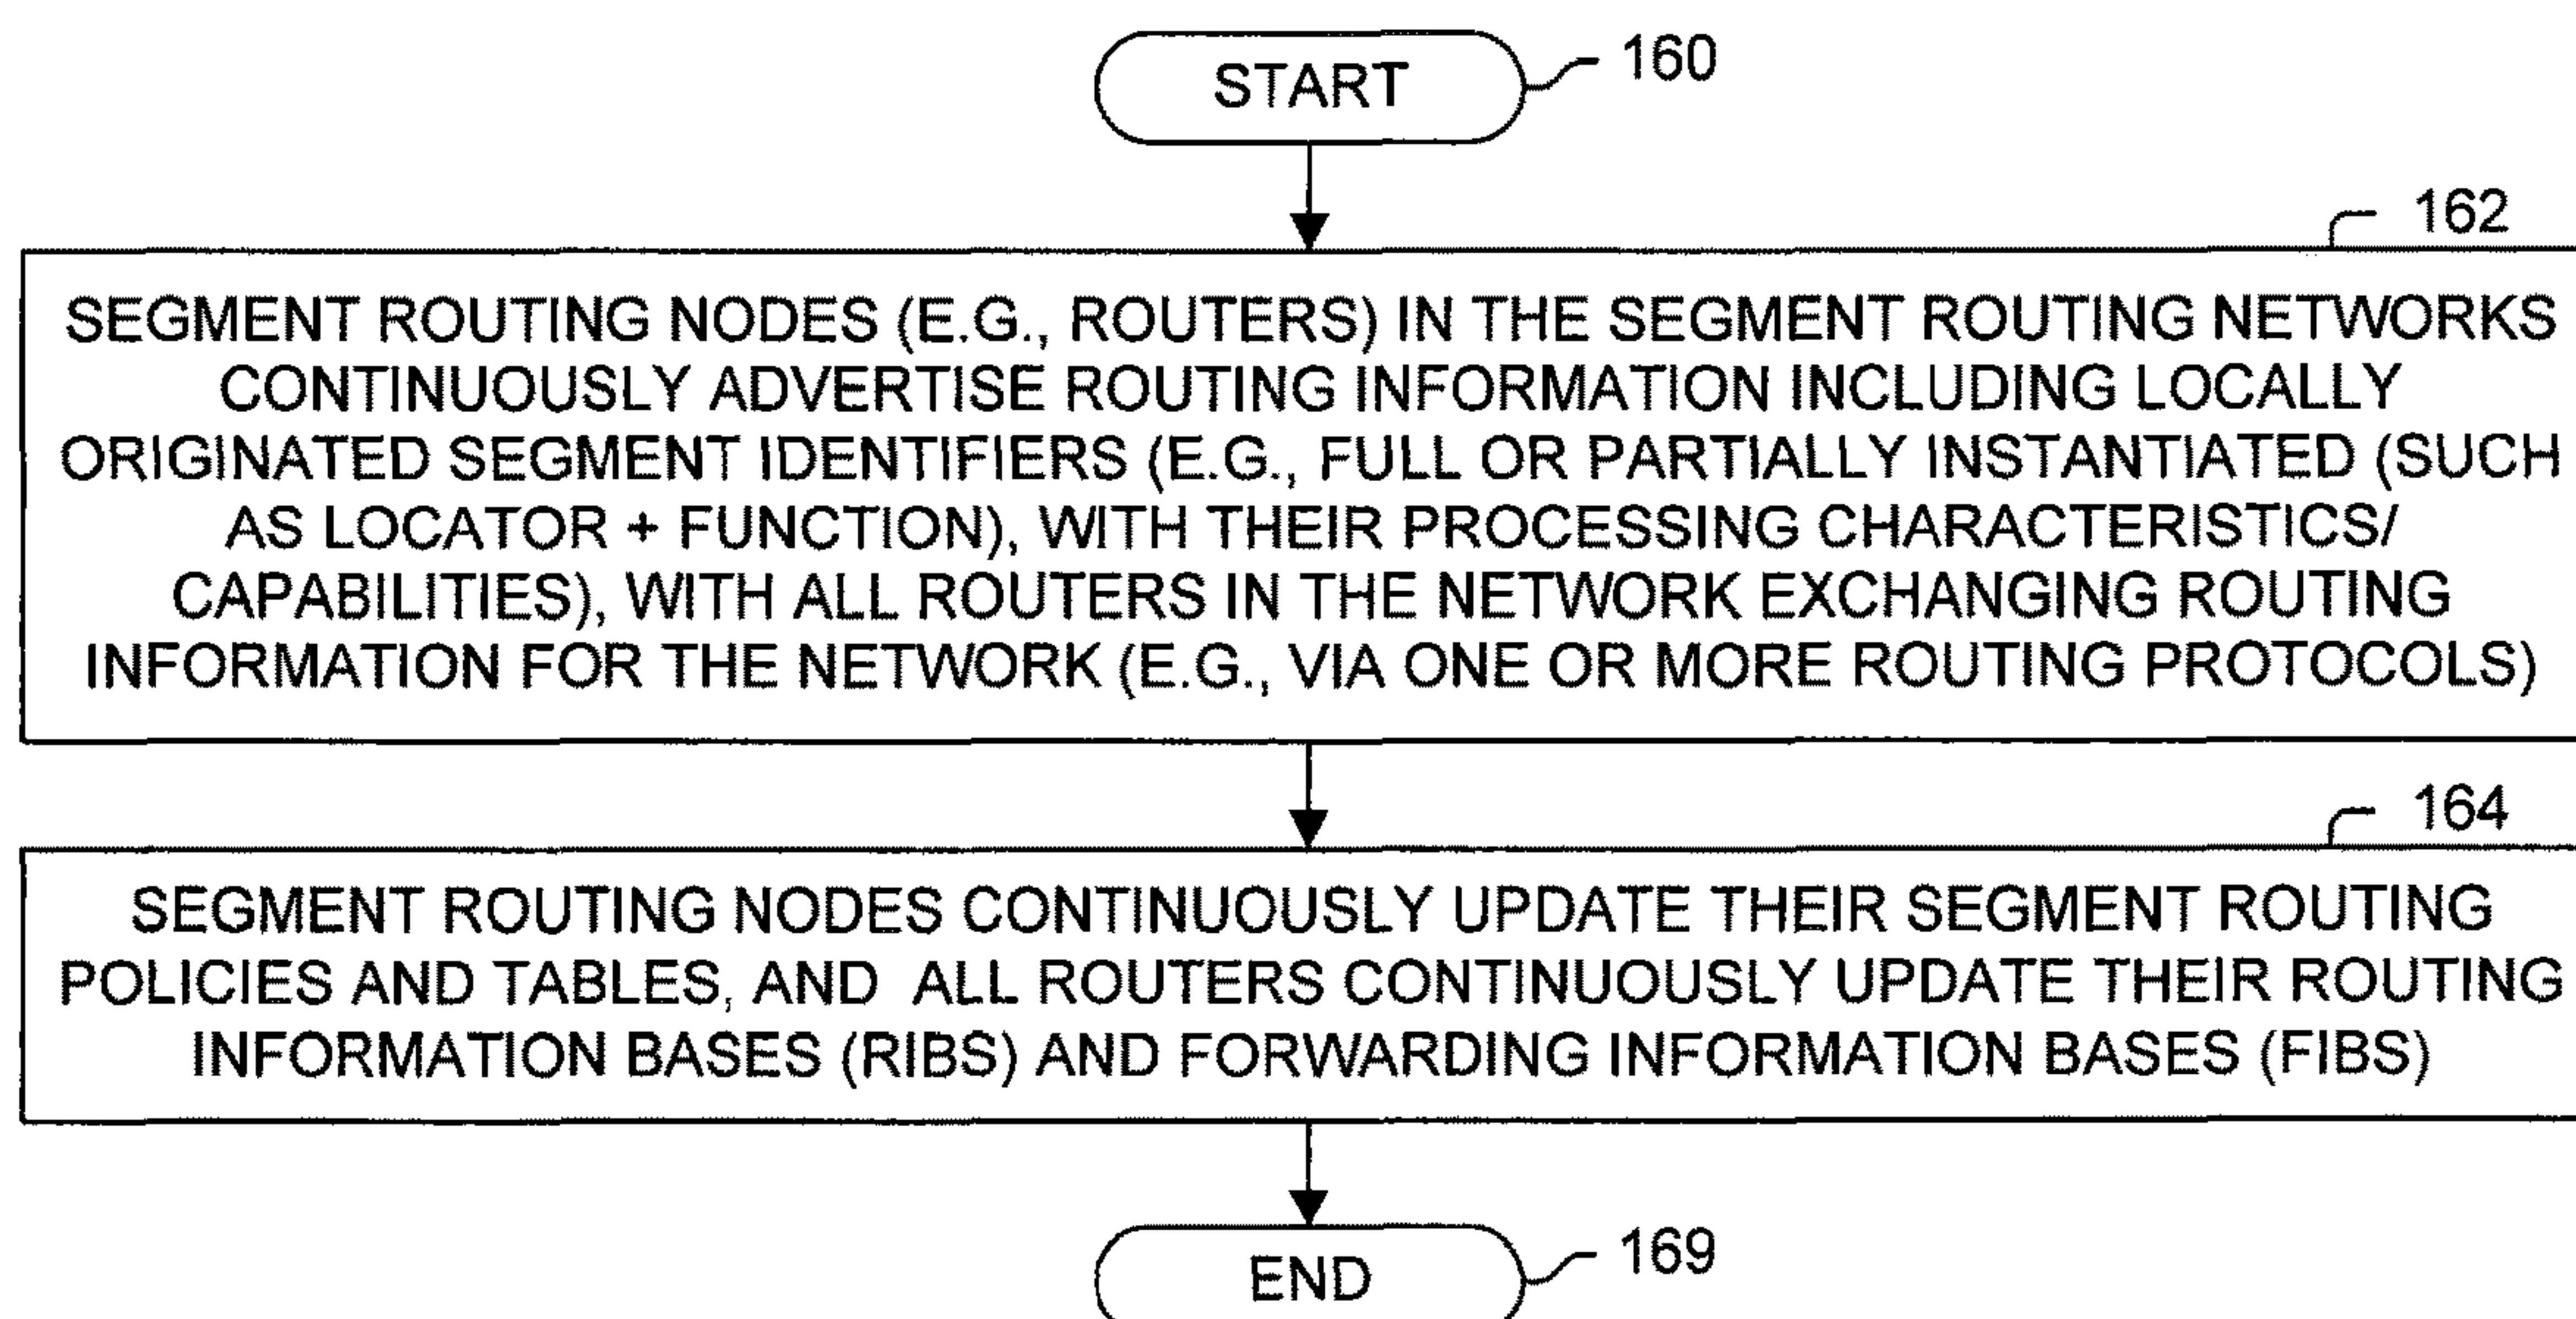 START
160
162
SEGMENT ROUTING NODES (E.G., ROUTERS) IN THE SEGMENT ROUTING NETWORKS
CONTINUOUSLY ADVERTISE ROUTING INFORMATION INCLUDING LOCALLY
ORIGINATED SEGMENT IDENTIFIERS (E.G., FULL OR PARTIALLY INSTANTIATED (SUCH
AS LOCATOR + FUNCTION), WITH THEIR PROCESSING CHARACTERISTICS/
CAPABILITIES), WITH ALL ROUTERS IN THE NETWORK EXCHANGING ROUTING
INFORMATION FOR THE NETWORK (E.G., VIA ONE OR MORE ROUTING PROTOCOLS)
164
SEGMENT ROUTING NODES CONTINUOUSLY UPDATE THEIR SEGMENT ROUTING
POLICIES AND TABLES, AND ALL ROUTERS CONTINUOUSLY UPDATE THEIR ROUTING
INFORMATION BASES (RIBS) AND FORWARDING INFORMATION BASES (FIBS)
END
169